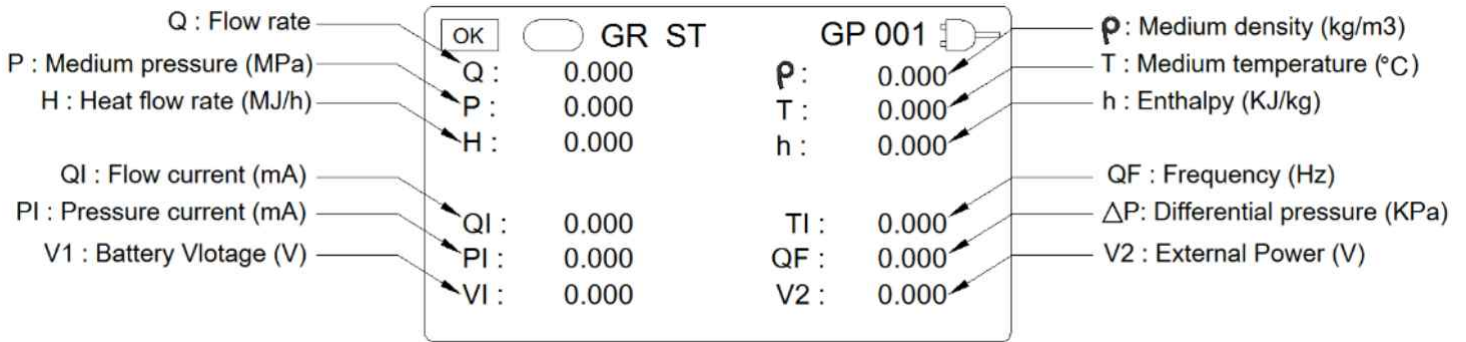 Q : Flow rate
P : Medium pressure (MPa)
H : Heat flow rate (MJ/h)
QI : Flow current (mA)
PI : Pressure current (mA)
V1 : Battery Vlotage (V)
OK GR ST GP 001
Q : 0.000 ρ : 0.000
P : 0.000 T : 0.000
H : 0.000 h : 0.000
QI : 0.000 TI : 0.000
PI : 0.000 QF : 0.000
VI : 0.000 V2 : 0.000
ρ : Medium density (kg/m3)
T : Medium temperature (°C)
h : Enthalpy (KJ/kg)
QF : Frequency (Hz)
△P: Differential pressure (KPa)
V2 : External Power (V)